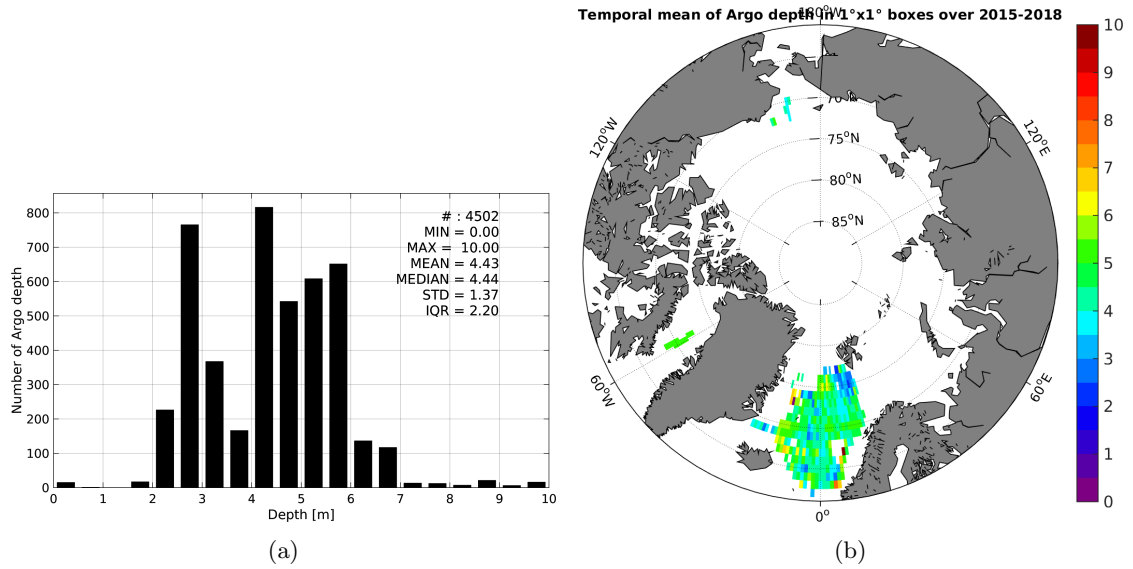 800
700
600
500
400
300
200
100
0
Number of Argo depth
# : 4502
MIN = 0.00
MAX = 10.00
MEAN = 4.43
MEDIAN = 4.44
STD = 1.37
IQR = 2.20
0 1 2 3 4 5 6 7 8 9 10
Depth [m]
(a)
Temporal mean of Argo depth in 1°x1° boxes over 2015-2018
180°W
120°W
120°E
70°N
75°N
80°N
85°N
60°W
60°E
0°
10
9
8
7
6
5
4
3
2
1
0
(b)